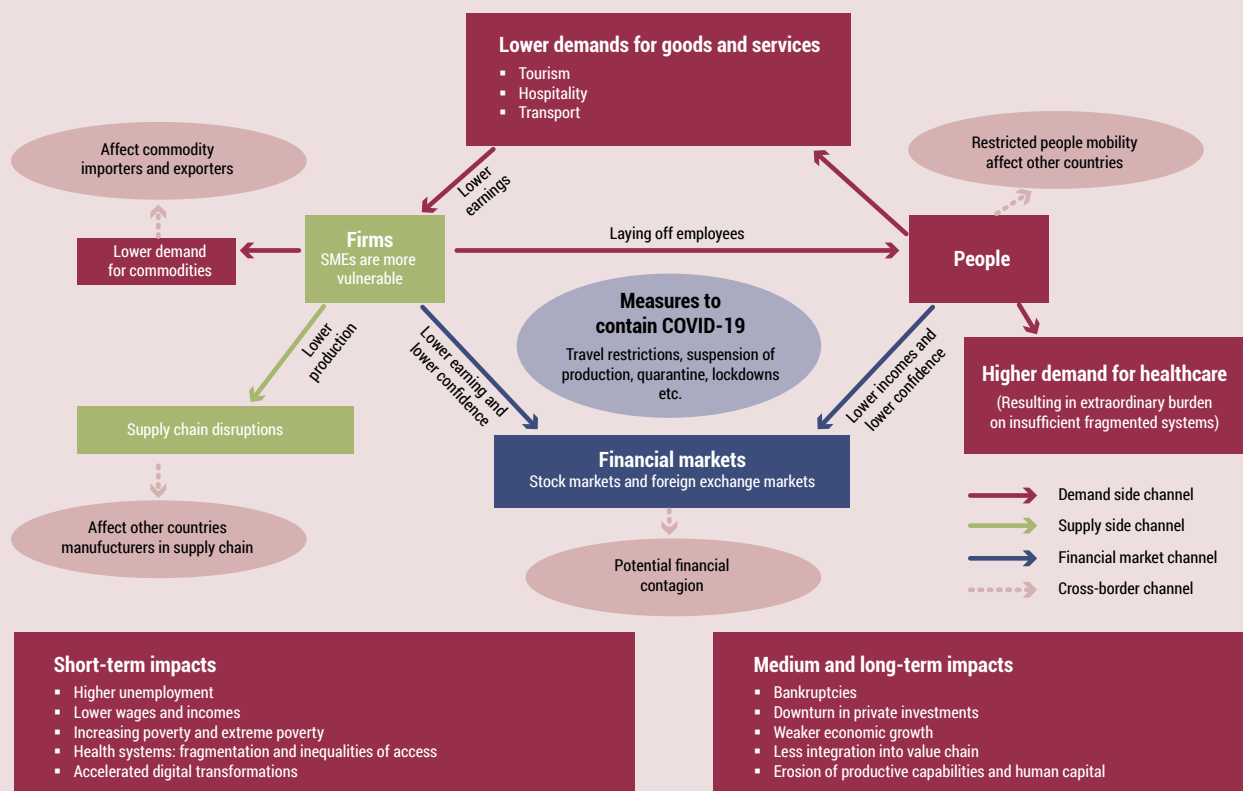 Lower demands for goods and services
▪ Tourism
▪ Hospitality
▪ Transport
Affect commodity
importers and exporters
Restricted people mobility
affect other countries
Lower
earnings
Lower demand
for commodities
Firms
SMEs are more
vulnerable
Laying off employees
People
Measures to
contain COVID-19
Travel restrictions, suspension of
production, quarantine, lockdowns
etc.
Lower
production
Lower earning and
lower confidence
Lower incomes and
lower confidence
Higher demand for healthcare
(Resulting in extraordinary burden
on insufficient fragmented systems)
Supply chain disruptions
Financial markets
Stock markets and foreign exchange markets
Affect other countries
manufucturers in supply chain
Potential financial
contagion
Demand side channel
Supply side channel
Financial market channel
Cross-border channel
Short-term impacts
▪ Higher unemployment
▪ Lower wages and incomes
▪ Increasing poverty and extreme poverty
▪ Health systems: fragmentation and inequalities of access
▪ Accelerated digital transformations
Medium and long-term impacts
▪ Bankruptcies
▪ Downturn in private investments
▪ Weaker economic growth
▪ Less integration into value chain
▪ Erosion of productive capabilities and human capital